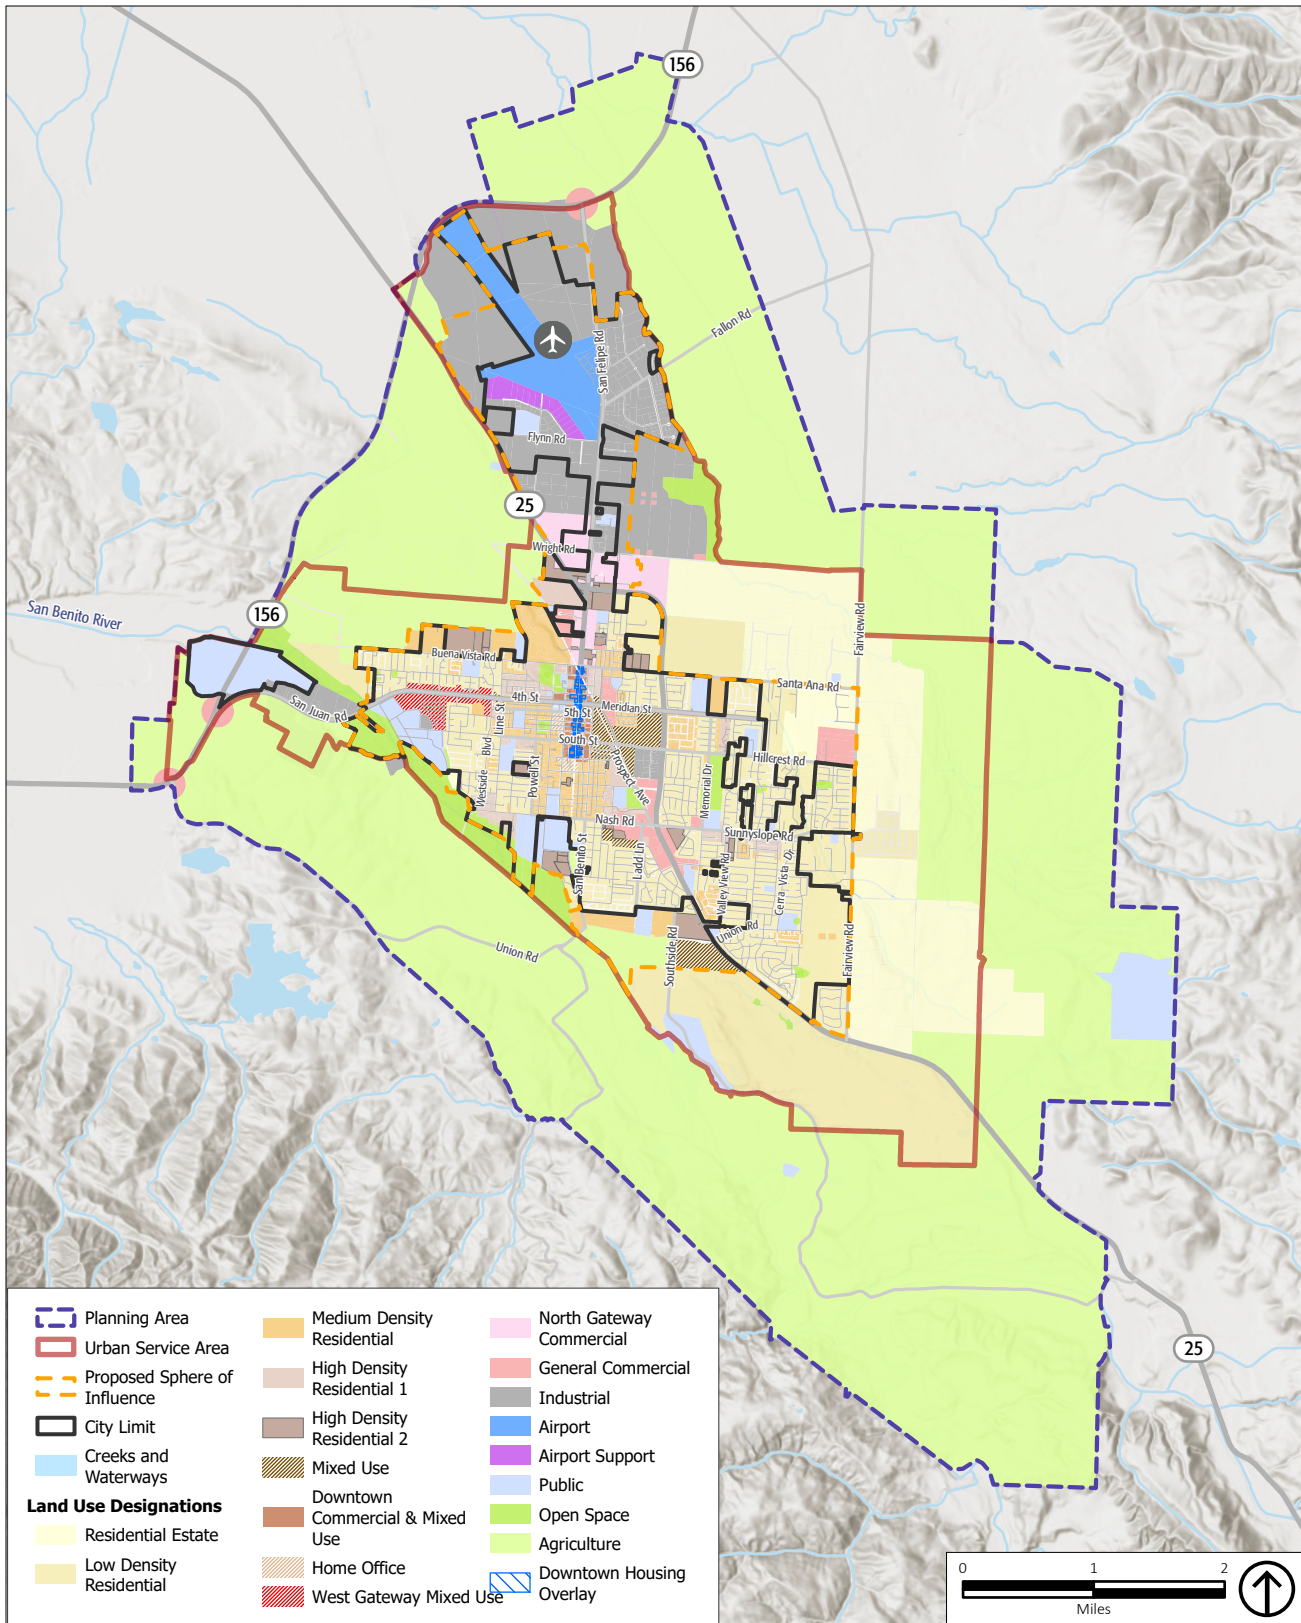 156
Fallon Rd
San Felipe Rd
Flynn Rd
25
Wright Rd
San Benito River
156
Fairview Rd
Buena Vista Rd
Santa Ana Rd
San Juan Rd
4th St
Meridian St
5th St
Line St
South St
Hillcrest Rd
Westside Blvd
Powell St
Prospect Ave
Memorial Dr
Nash Rd
Sunnyslope Rd
San Benito St
Ladd Ln
Valley View Rd
Cerra Vista Dr
Union Rd
Union Rd
Southside Rd
Fairview Rd
25
Planning Area
Urban Service Area
Proposed Sphere of
Influence
City Limit
Creeks and
Waterways
Land Use Designations
Residential Estate
Low Density
Residential
Medium Density
Residential
High Density
Residential 1
High Density
Residential 2
Mixed Use
Downtown
Commercial & Mixed
Use
Home Office
West Gateway Mixed Use
North Gateway
Commercial
General Commercial
Industrial
Airport
Airport Support
Public
Open Space
Agriculture
Downtown Housing
Overlay
0 1 2
Miles